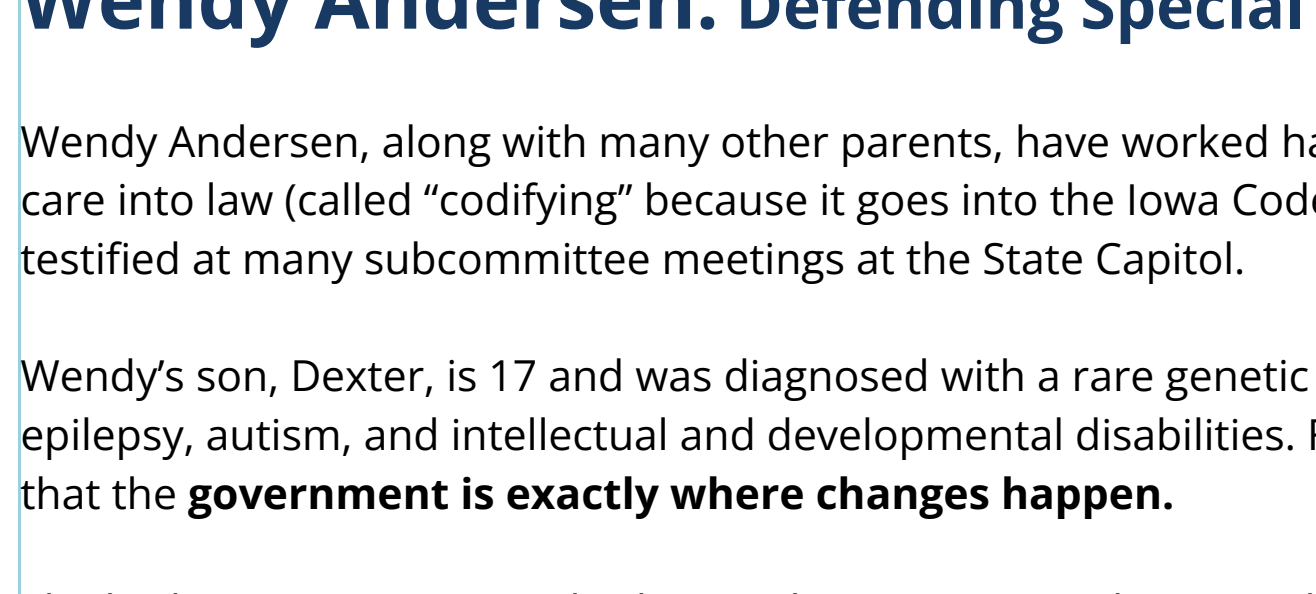 Wendy Andersen. Defending Special
Wendy Andersen, along with many other parents, have worked
care into law (called “codifying” because it goes into the Iowa
testified at many subcommittee meetings at the State Capitol.
Wendy’s son, Dexter, is 17 and was diagnosed with a rare genetic
epilepsy, autism, and intellectual and developmental disabilities.
that the government is exactly where changes happen.